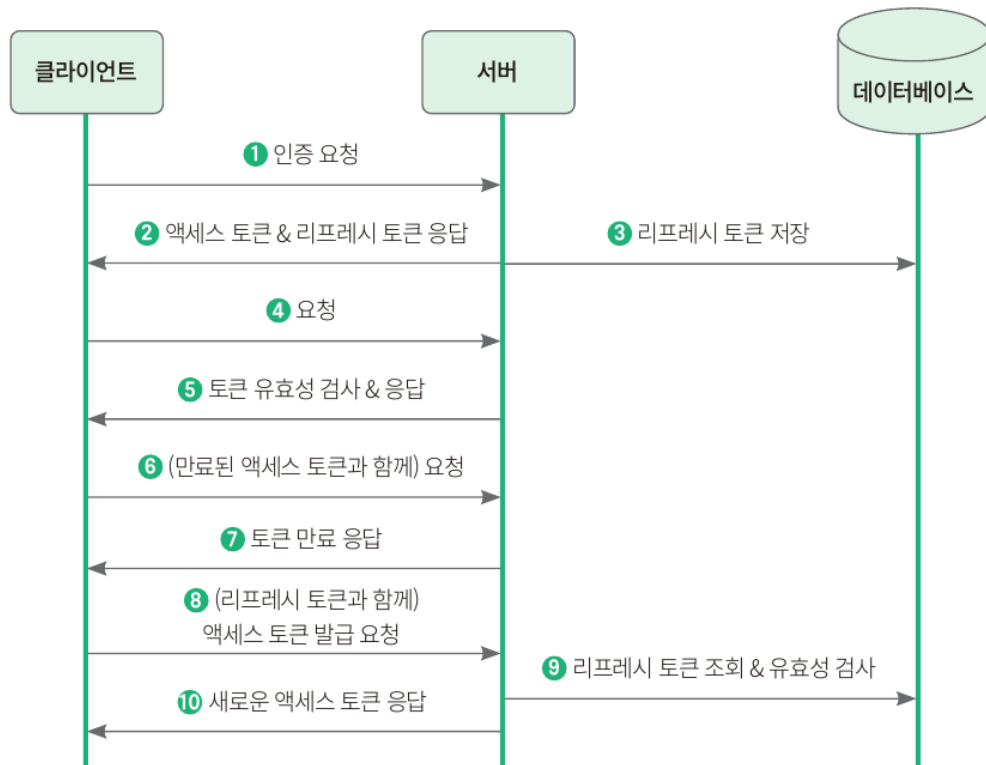 클라이언트
서버
데이터베이스
1 인증 요청
2 액세스 토큰 & 리프레시 토큰 응답
3 리프레시 토큰 저장
4 요청
5 토큰 유효성 검사 & 응답
6 (만료된 액세스 토큰과 함께) 요청
7 토큰 만료 응답
8 (리프레시 토큰과 함께)
액세스 토큰 발급 요청
9 리프레시 토큰 조회 & 유효성 검사
10 새로운 액세스 토큰 응답